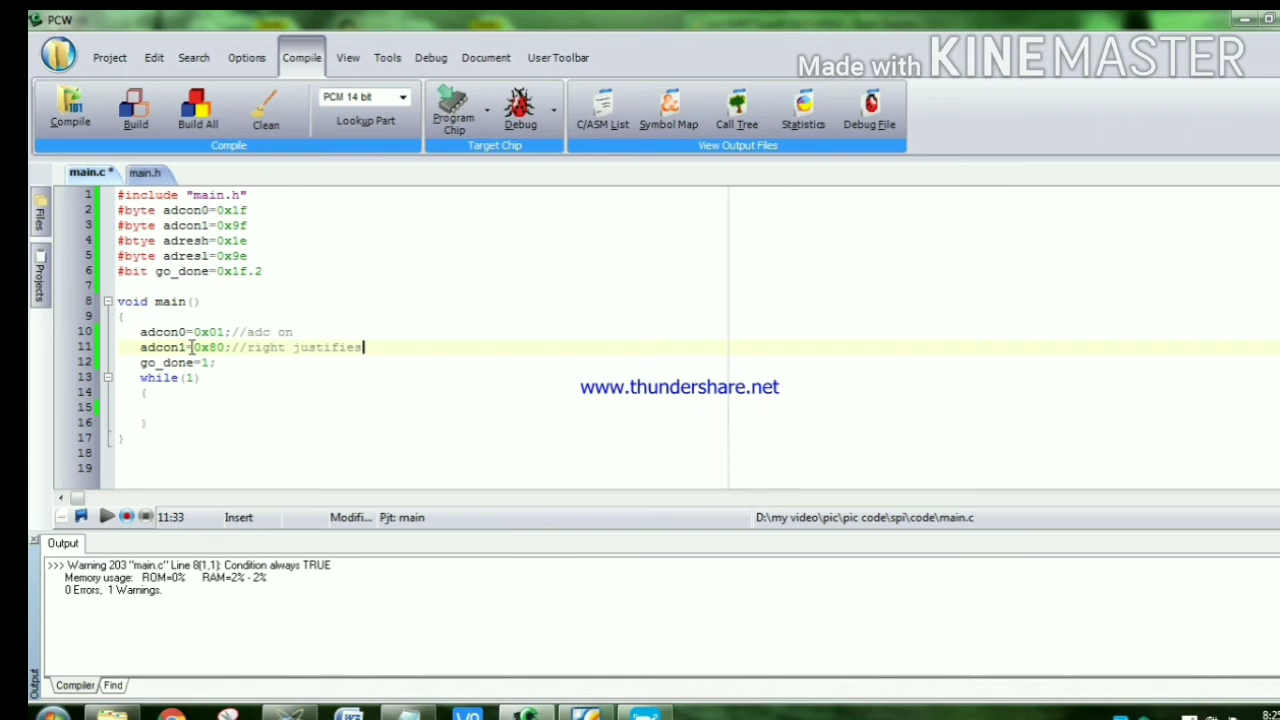 PCW
Project Edit Search Options Compile View Tools Debug Document User Toolbar
Made with KINEMASTER
Compile Build Build All Clean
PCM 14 bit
Lookup Part
Program Chip
Debug
C/ASM List Symbol Map Call Tree Statistics Debug File
Compile Target Chip View Output Files
main.c * main.h
Files
Projects
1 #include "main.h"
2 #byte adcon0=0x1f
3 #byte adcon1=0x9f
4 #btye adresh=0x1e
5 #byte adresl=0x9e
6 #bit go_done=0x1f.2
7
8 void main()
9 {
10 adcon0=0x01;//adc on
11 adcon1=0x80;//right justifies
12 go_done=1;
13 while(1)
14 {
15
16 }
17 }
18
19
www.thundershare.net
11:33 Insert Modifi... Pjt: main D:\my video\pic\pic code\spi\code\main.c
Output
>>> Warning 203 "main.c" Line 8(1,1): Condition always TRUE
Memory usage: ROM=0% RAM=2% - 2%
0 Errors, 1 Warnings.
Output
Compiler Find